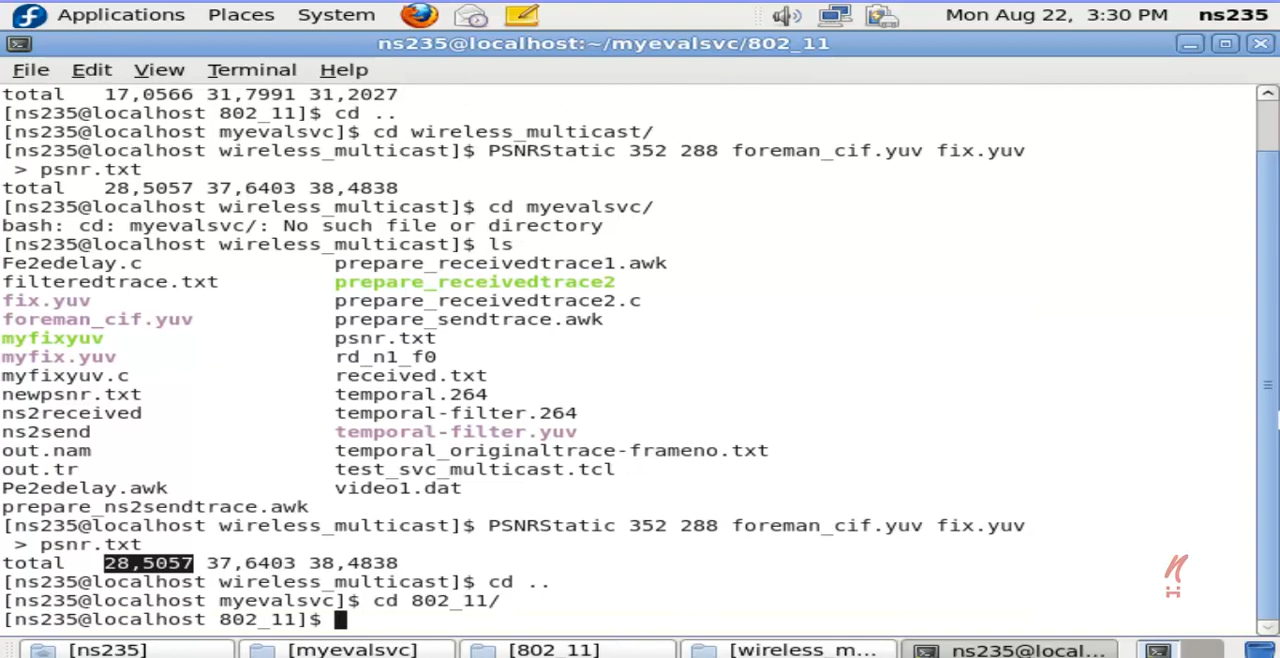 Applications Places System Mon Aug 22, 3:30 PM ns235
ns235@localhost:~/myevalsvc/802_11
File Edit View Terminal Help
total   17,0566 31,7991 31,2027
[ns235@localhost 802_11]$ cd ..
[ns235@localhost myevalsvc]$ cd wireless_multicast/
[ns235@localhost wireless_multicast]$ PSNRStatic 352 288 foreman_cif.yuv fix.yuv
> psnr.txt
total   28,5057 37,6403 38,4838
[ns235@localhost wireless_multicast]$ cd myevalsvc/
bash: cd: myevalsvc/: No such file or directory
[ns235@localhost wireless_multicast]$ ls
Fe2edelay.c prepare_receivedtrace1.awk
filteredtrace.txt prepare_receivedtrace2
fix.yuv prepare_receivedtrace2.c
foreman_cif.yuv prepare_sendtrace.awk
myfixyuv psnr.txt
myfix.yuv rd_n1_f0
myfixyuv.c received.txt
newpsnr.txt temporal.264
ns2received temporal-filter.264
ns2send temporal-filter.yuv
out.nam temporal_originaltrace-frameno.txt
out.tr test_svc_multicast.tcl
Pe2edelay.awk video1.dat
prepare_ns2sendtrace.awk
[ns235@localhost wireless_multicast]$ PSNRStatic 352 288 foreman_cif.yuv fix.yuv
> psnr.txt
total   28,5057 37,6403 38,4838
[ns235@localhost wireless_multicast]$ cd ..
[ns235@localhost myevalsvc]$ cd 802_11/
[ns235@localhost 802_11]$
[ns235] [myevalsvc] [802_11] [wireless_m... ns235@local...